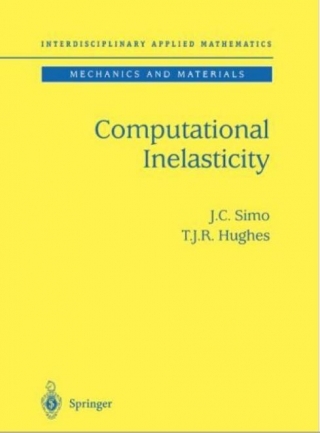 INTERDISCIPLINARY APPLIED MATHEMATICS
MECHANICS AND MATERIALS
Computational
Inelasticity
J.C. Simo
T.J.R. Hughes
Springer